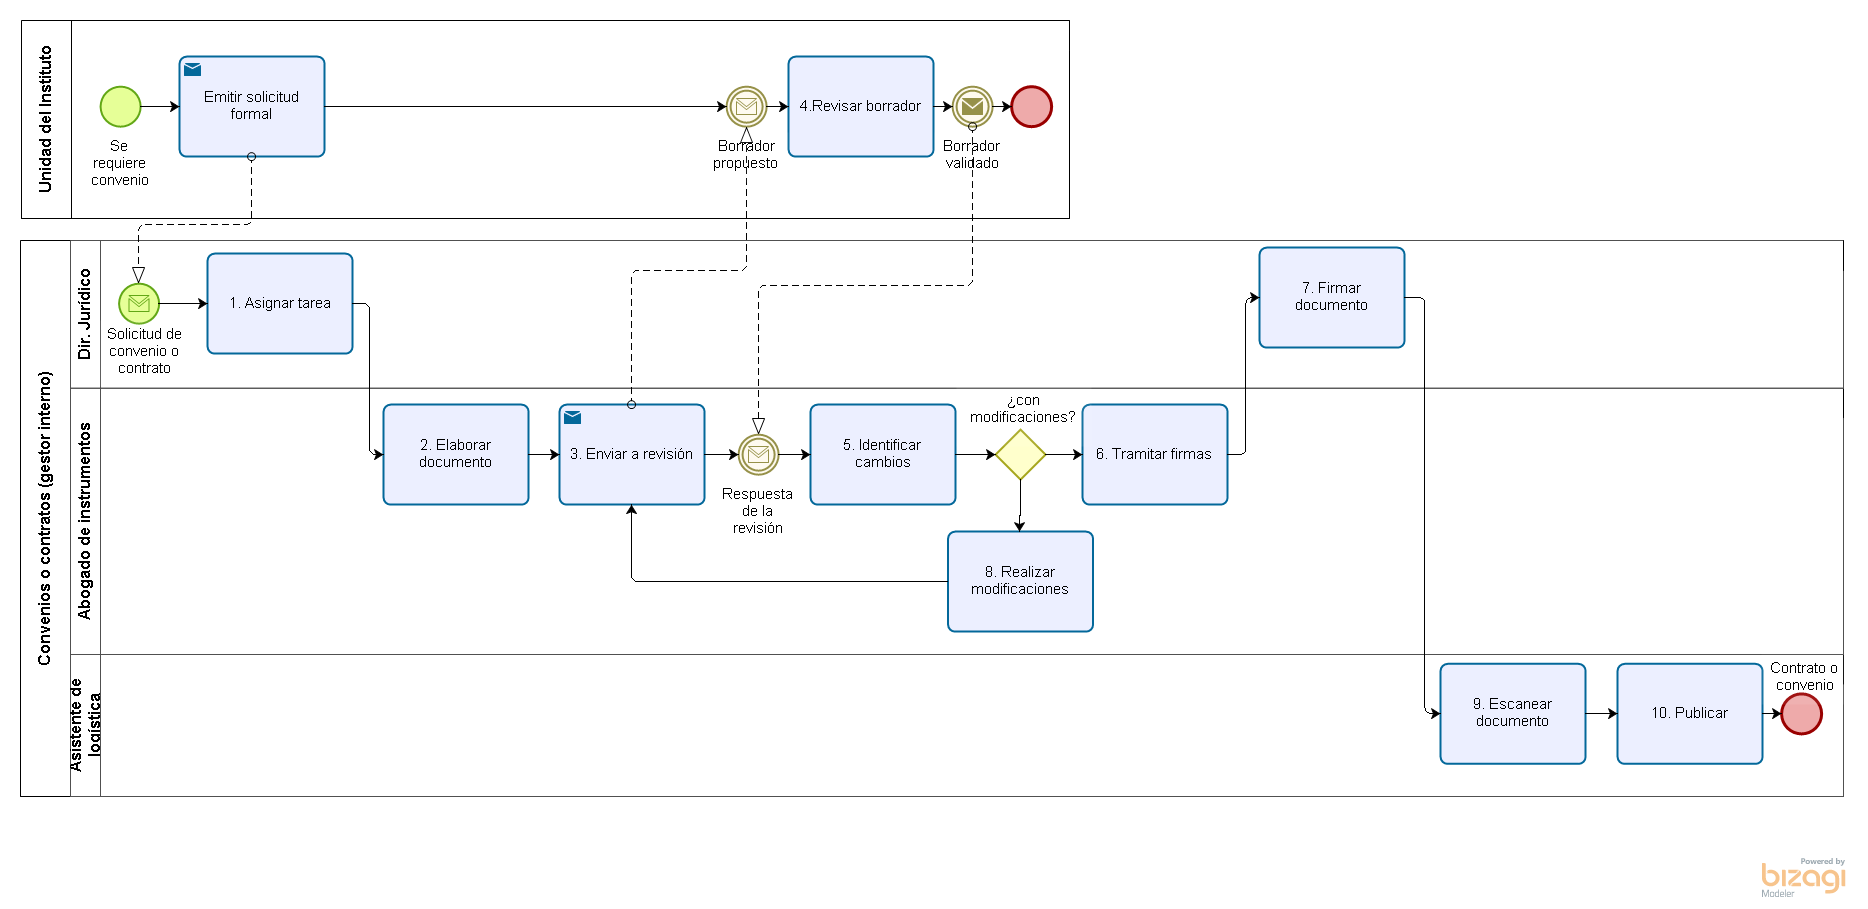 Unidad del Instituto
Emitir solicitud
formal
Se
requiere
convenio
Borrador
propuesto
4.Revisar borrador
Borrador
validado
Convenios o contratos (gestor interno)
Dir. Jurídico
Solicitud de
convenio o
contrato
1. Asignar tarea
7. Firmar
documento
Abogado de instrumentos
2. Elaborar
documento
3. Enviar a revisión
Respuesta
de la
revisión
5. Identificar
cambios
¿con
modificaciones?
6. Tramitar firmas
8. Realizar
modificaciones
Asistente de
logística
9. Escanear
documento
10. Publicar
Contrato o
convenio
Powered by
bizagi
Modeler